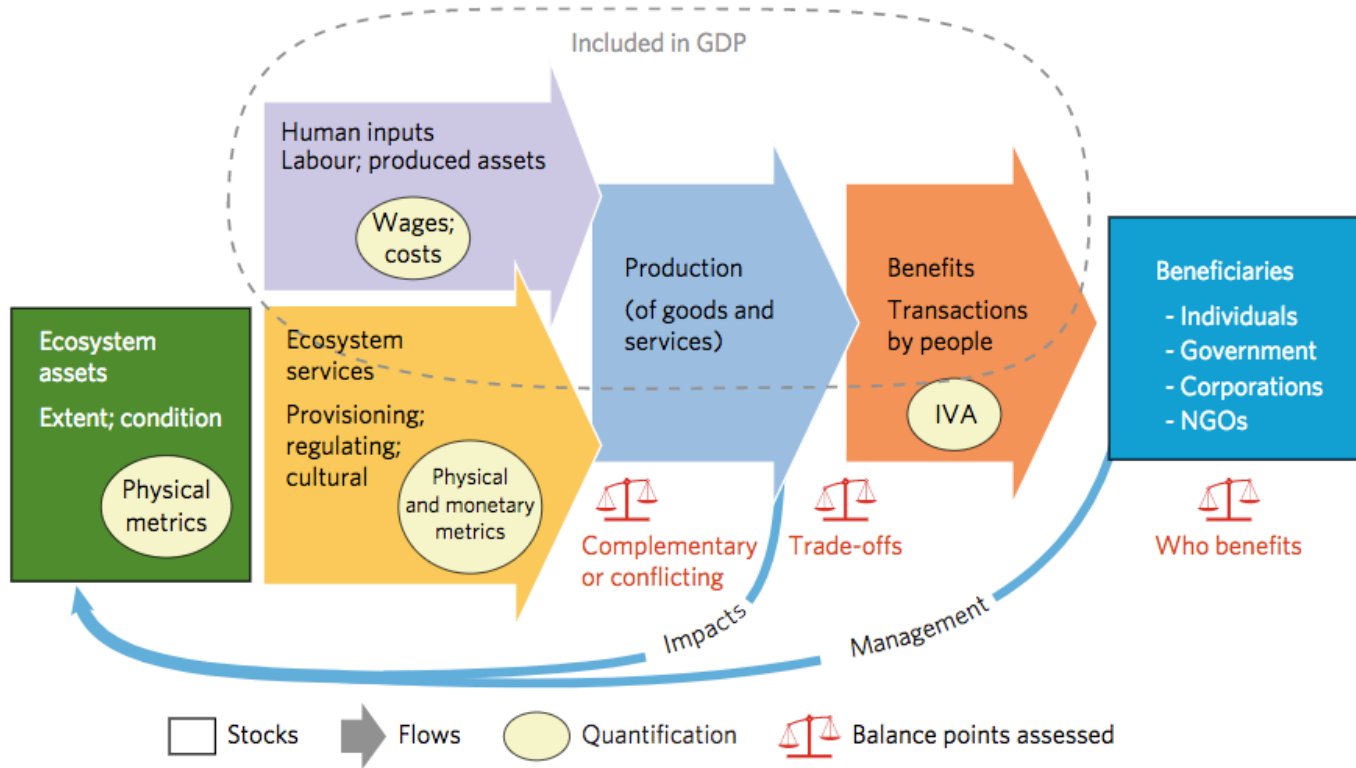 Included in GDP
Human inputs
Labour; produced assets
Wages;
costs
Ecosystem
assets
Extent; condition
Physical
metrics
Ecosystem
services
Provisioning;
regulating;
cultural
Physical
and monetary
metrics
Production
(of goods and
services)
Benefits
Transactions
by people
IVA
Beneficiaries
- Individuals
- Government
- Corporations
- NGOs
Complementary
or conflicting
Trade-offs
Who benefits
Impacts
Management
Stocks
Flows
Quantification
Balance points assessed